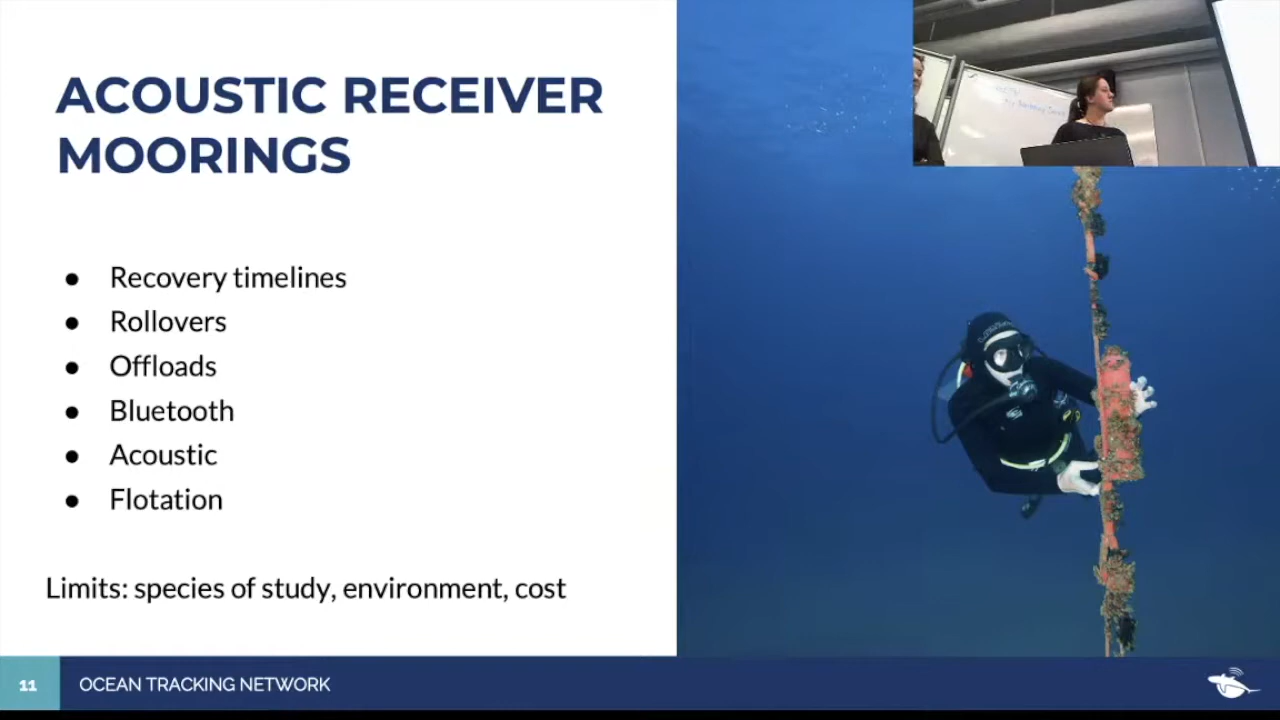 ACOUSTIC RECEIVER
MOORINGS
● Recovery timelines
● Rollovers
● Offloads
● Bluetooth
● Acoustic
● Flotation
Limits: species of study, environment, cost
11
OCEAN TRACKING NETWORK